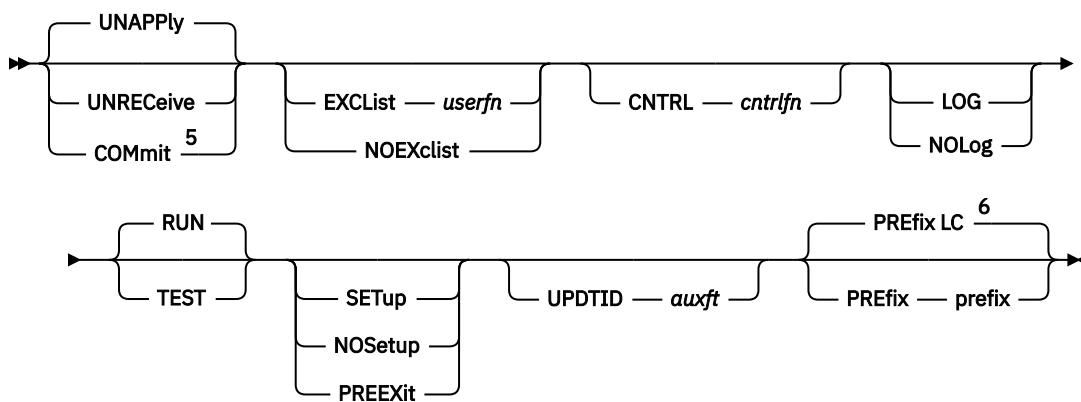 UNAPPly
UNRECeive
COMmit 5
EXCList userfn
NOEXclist
CNTRL cntrlfn
LOG
NOLog
RUN
TEST
SETup
NOSetup
PREEXit
UPDTID auxft
PREfix LC 6
PREfix prefix